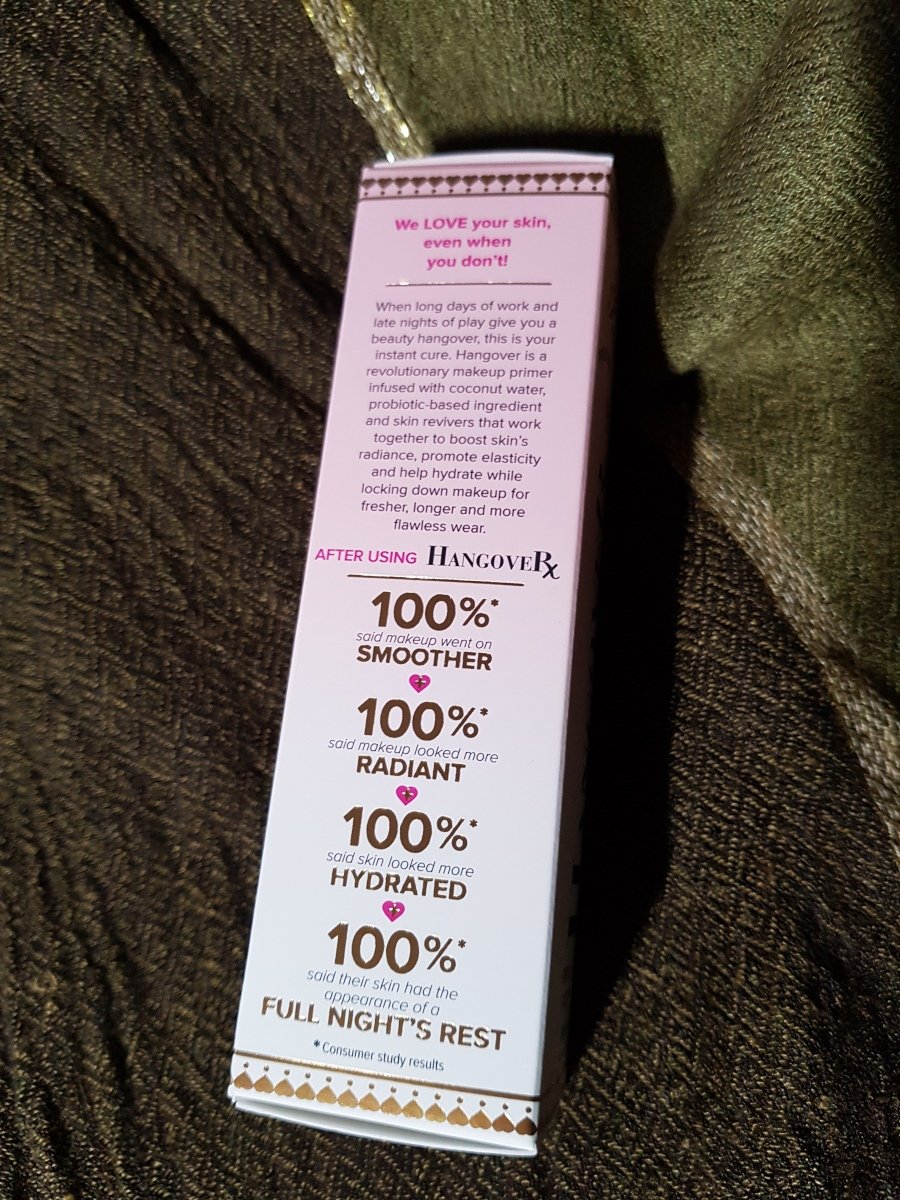 We LOVE your skin,
even when
you don't!
When long days of work and
late nights of play give you a
beauty hangover, this is your
instant cure. Hangover is a
revolutionary makeup primer
infused with coconut water,
probiotic-based ingredient
and skin revivers that work
together to boost skin's
radiance, promote elasticity
and help hydrate while
locking down makeup for
fresher, longer and more
flawless wear.
AFTER USING HANGOVERx
100%*
said makeup went on
SMOOTHER
100%*
said makeup looked more
RADIANT
100%*
said skin looked more
HYDRATED
100%*
said their skin had the
appearance of a
FULL NIGHT'S REST
*Consumer study results